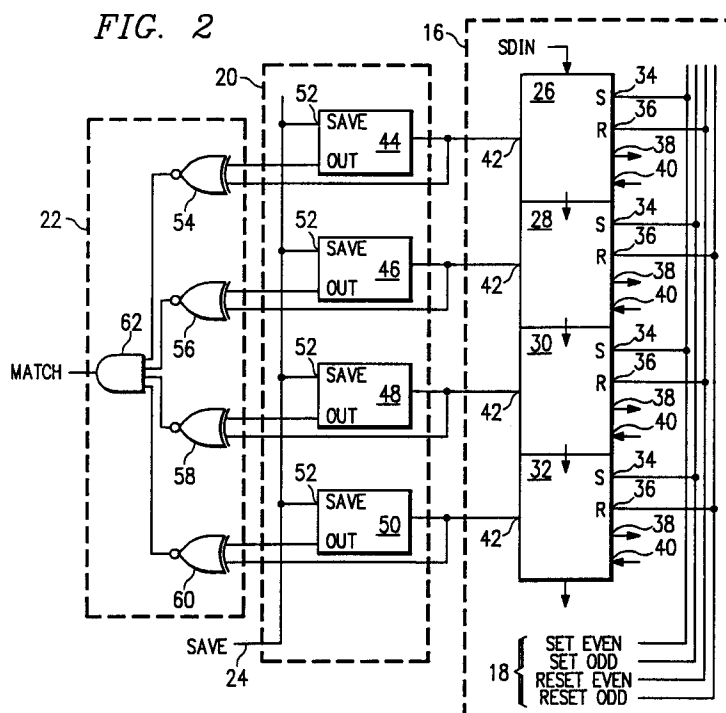 FIG. 2
16
SDIN
20
52
SAVE
44
OUT
42
26
S
34
R
36
38
40
22
54
52
SAVE
46
OUT
42
28
S
34
R
36
38
40
56
62
MATCH
52
SAVE
48
OUT
42
30
S
34
R
36
38
40
58
52
SAVE
50
OUT
42
32
S
34
R
36
38
40
60
SAVE
24
18
SET EVEN
SET ODD
RESET EVEN
RESET ODD